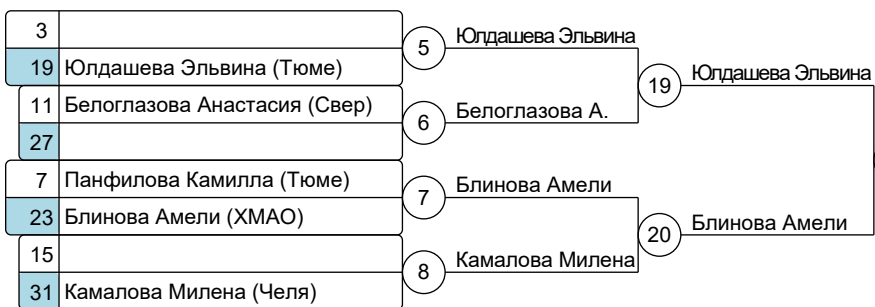 3
19 Юлдашева Эльвина (Тюме)
11 Белоглазова Анастасия (Свер)
27
7 Панфилова Камилла (Тюме)
23 Блинова Амели (ХМАО)
15
31 Камалова Милена (Челя)
5 Юлдашева Эльвина
6 Белоглазова А.
7 Блинова Амели
8 Камалова Милена
19 Юлдашева Эльвина
20 Блинова Амели